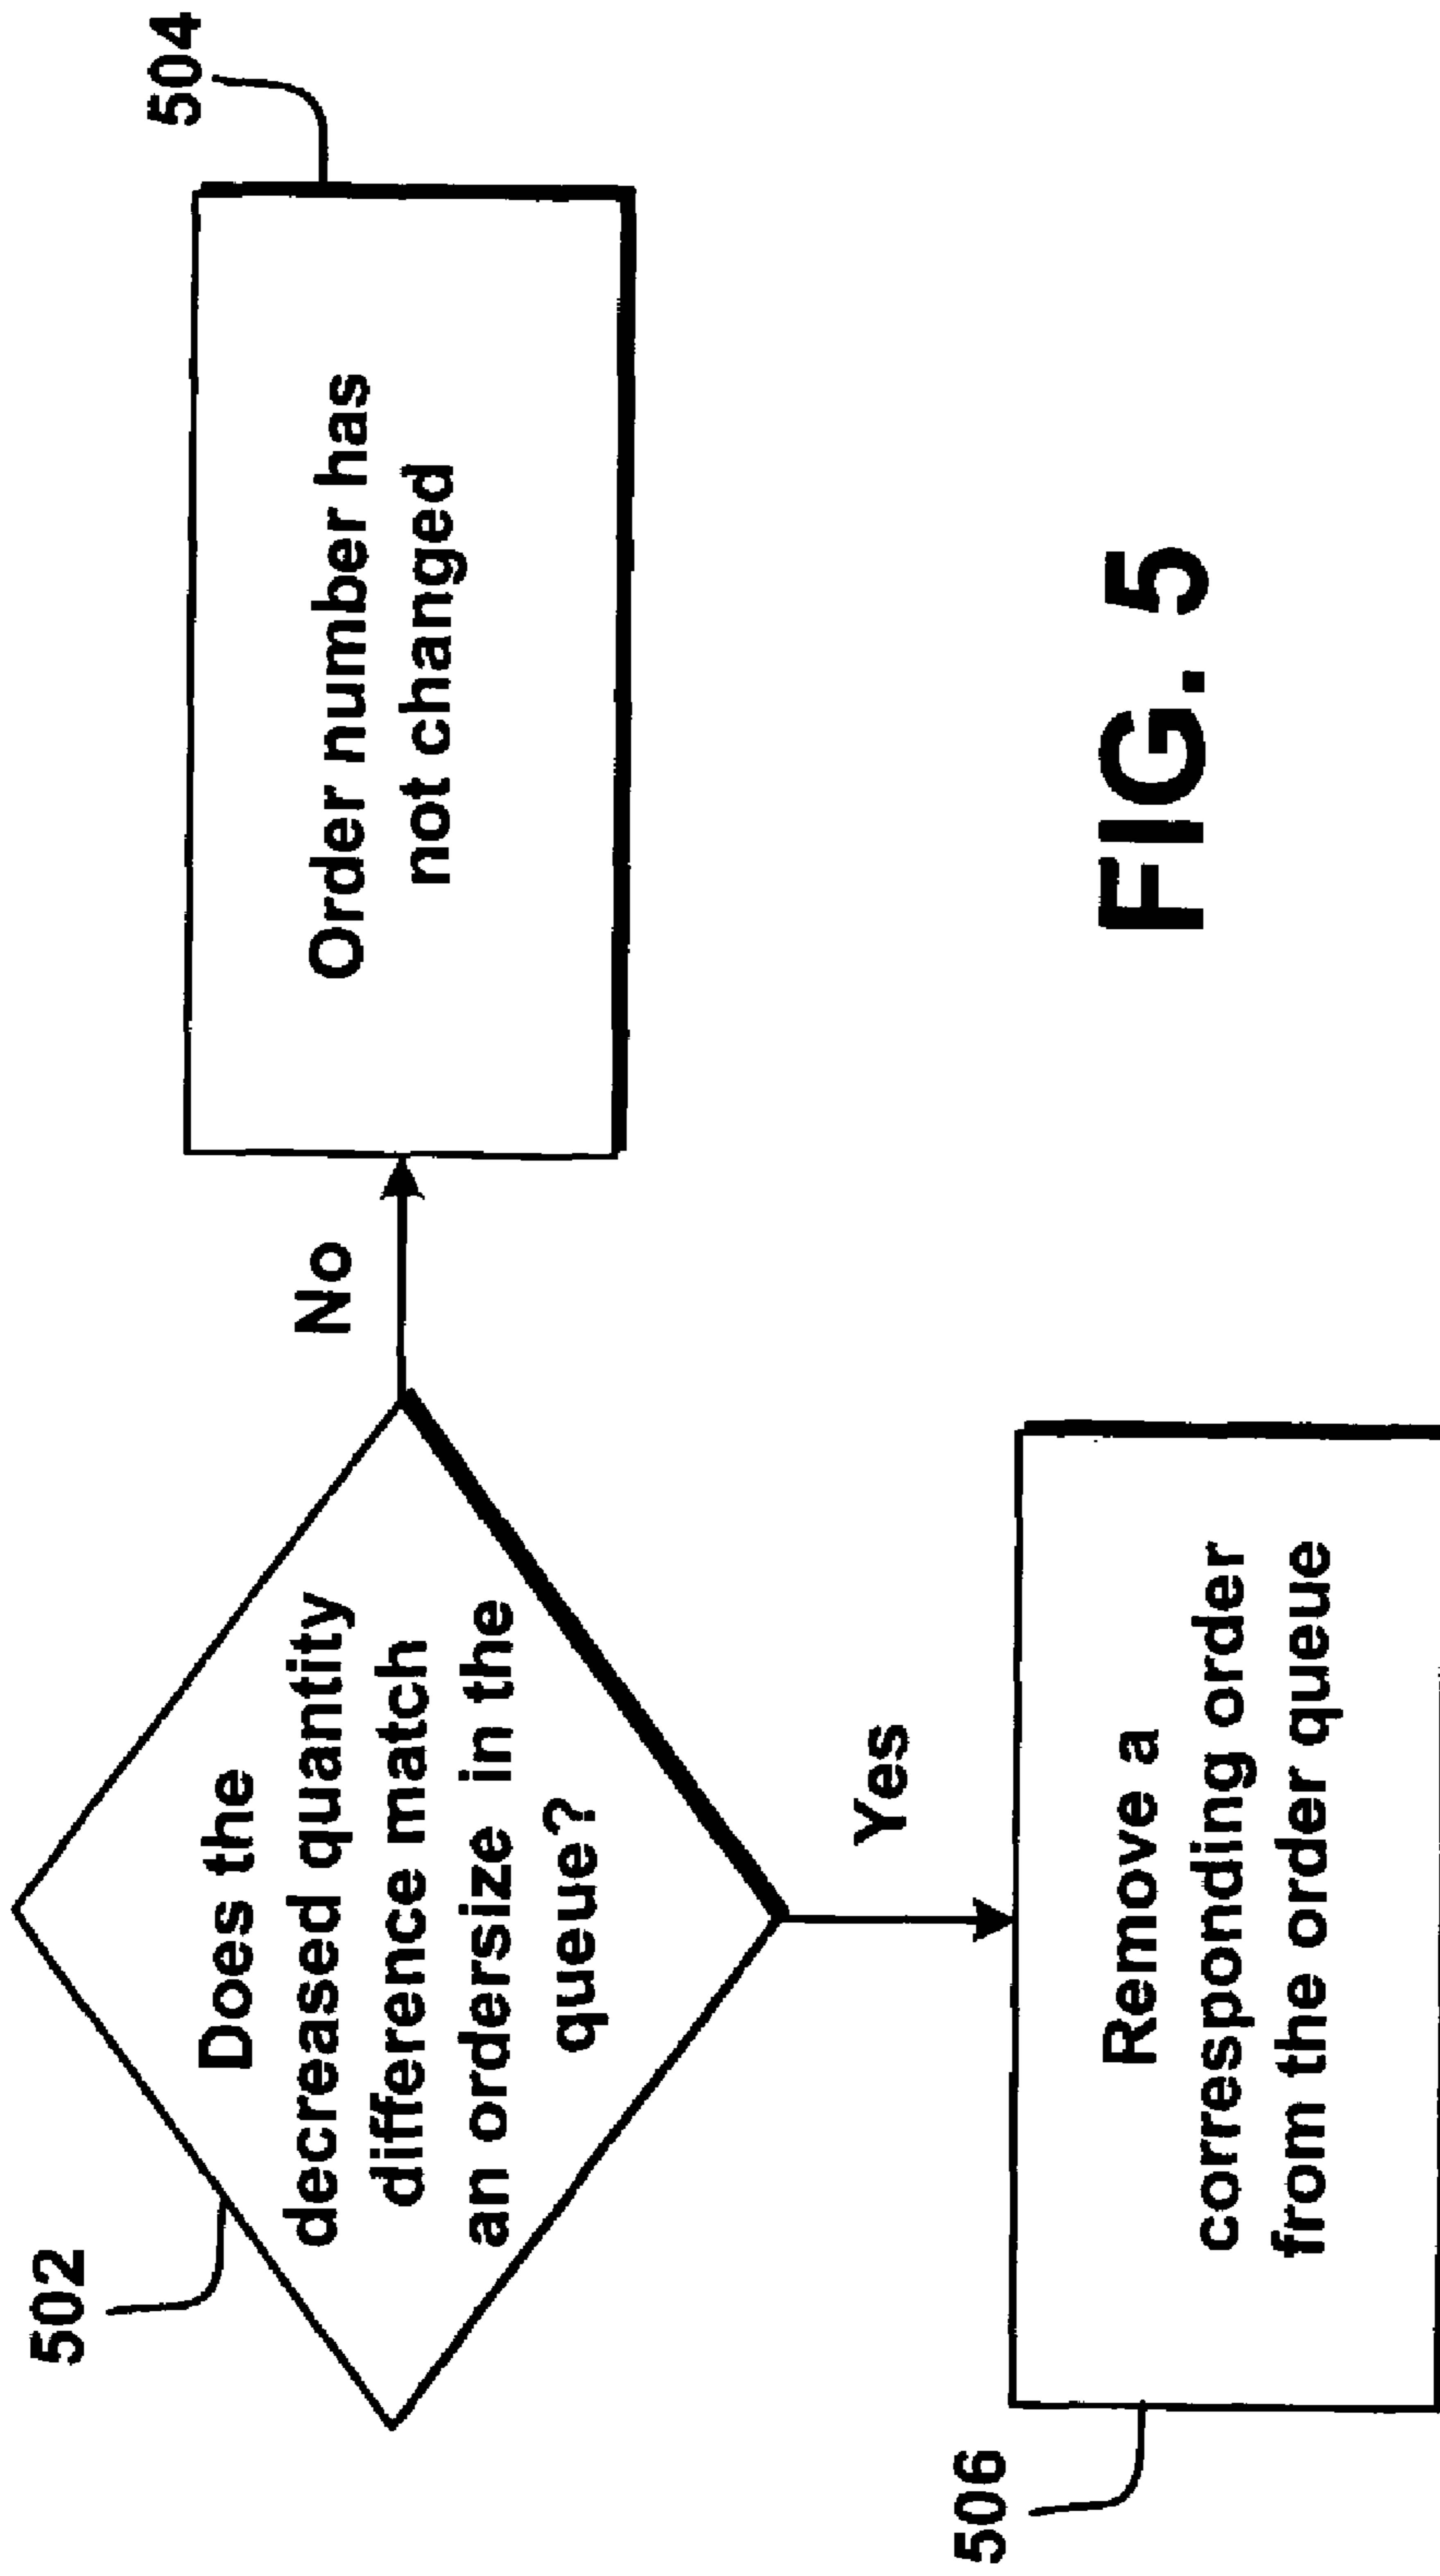 502
Does the
decreased quantity
difference match
an ordersize in the
queue?
No
504
Order number has
not changed
Yes
506
Remove a
corresponding order
from the order queue
FIG. 5